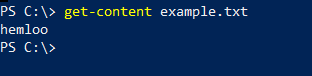 PS C:\> get-content example.txt
hemloo
PS C:\>